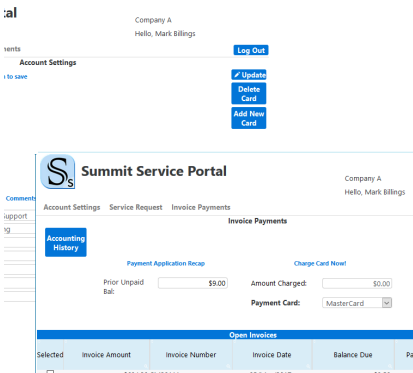 tal
Company A
Hello, Mark Billings
ments
Log Out
Account Settings
to save
Update
Delete Card
Add New Card
Summit Service Portal
Company A
Hello, Mark Billings
Comments
Account Settings Service Request Invoice Payments
Support
Invoice Payments
Accounting History
Payment Application Recap
Charge Card Now!
Prior Unpaid Bal:
$9.00
Amount Charged:
$0.00
Payment Card:
MasterCard
Open Invoices
Selected Invoice Amount Invoice Number Invoice Date Balance Due Pa